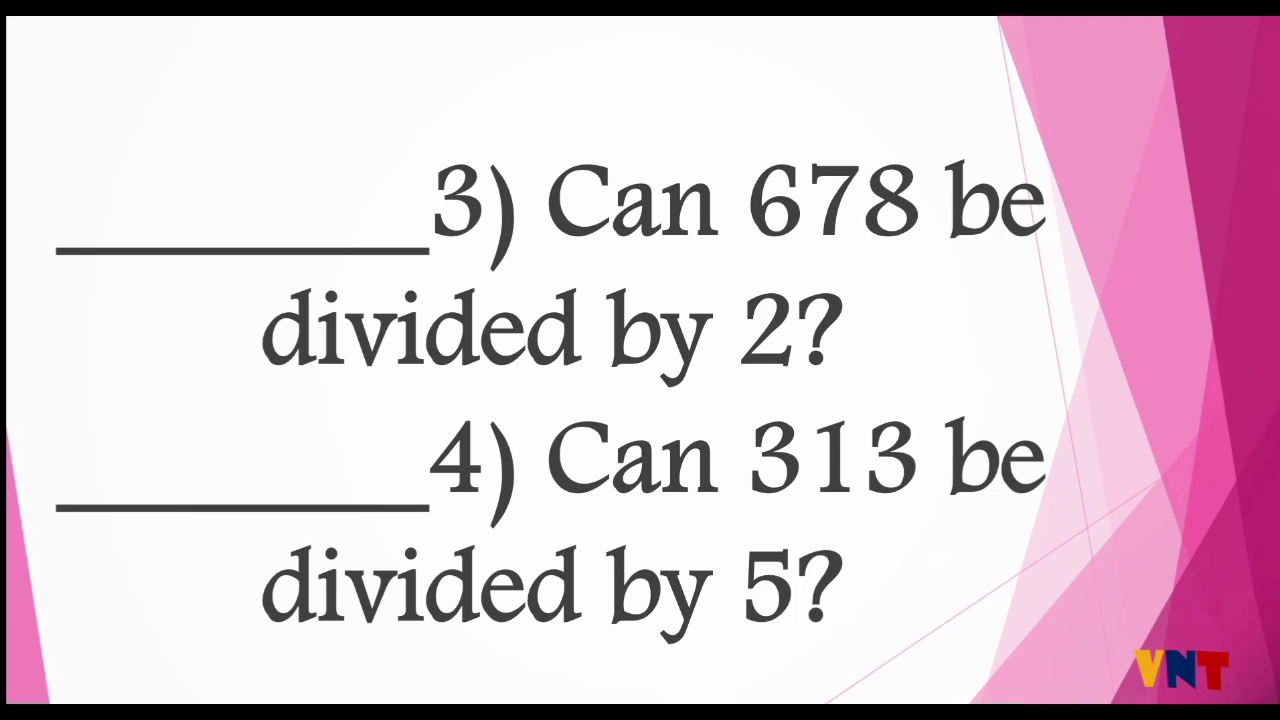 ________3) Can 678 be
divided by 2?
________4) Can 313 be
divided by 5?
VNT